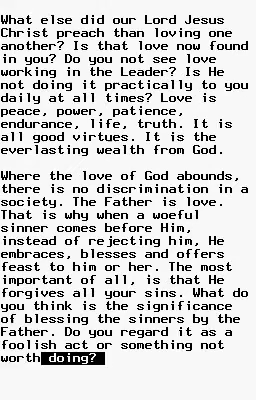 What else did our Lord Jesus
Christ preach than loving one
another? Is that love now found
in you? Do you not see love
working in the Leader? Is He
not doing it practically to you
daily at all times? Love is
peace, power, patience,
endurance, life, truth. It is
all good virtues. It is the
everlasting wealth from God.
Where the love of God abounds,
there is no discrimination in a
society. The Father is love.
That is why when a woeful
sinner comes before Him,
instead of rejecting him, He
embraces, blesses and offers
feast to him or her. The most
important of all, is that He
forgives all your sins. What do
you think is the significance
of blessing the sinners by the
Father. Do you regard it as a
foolish act or something not
worth doing?